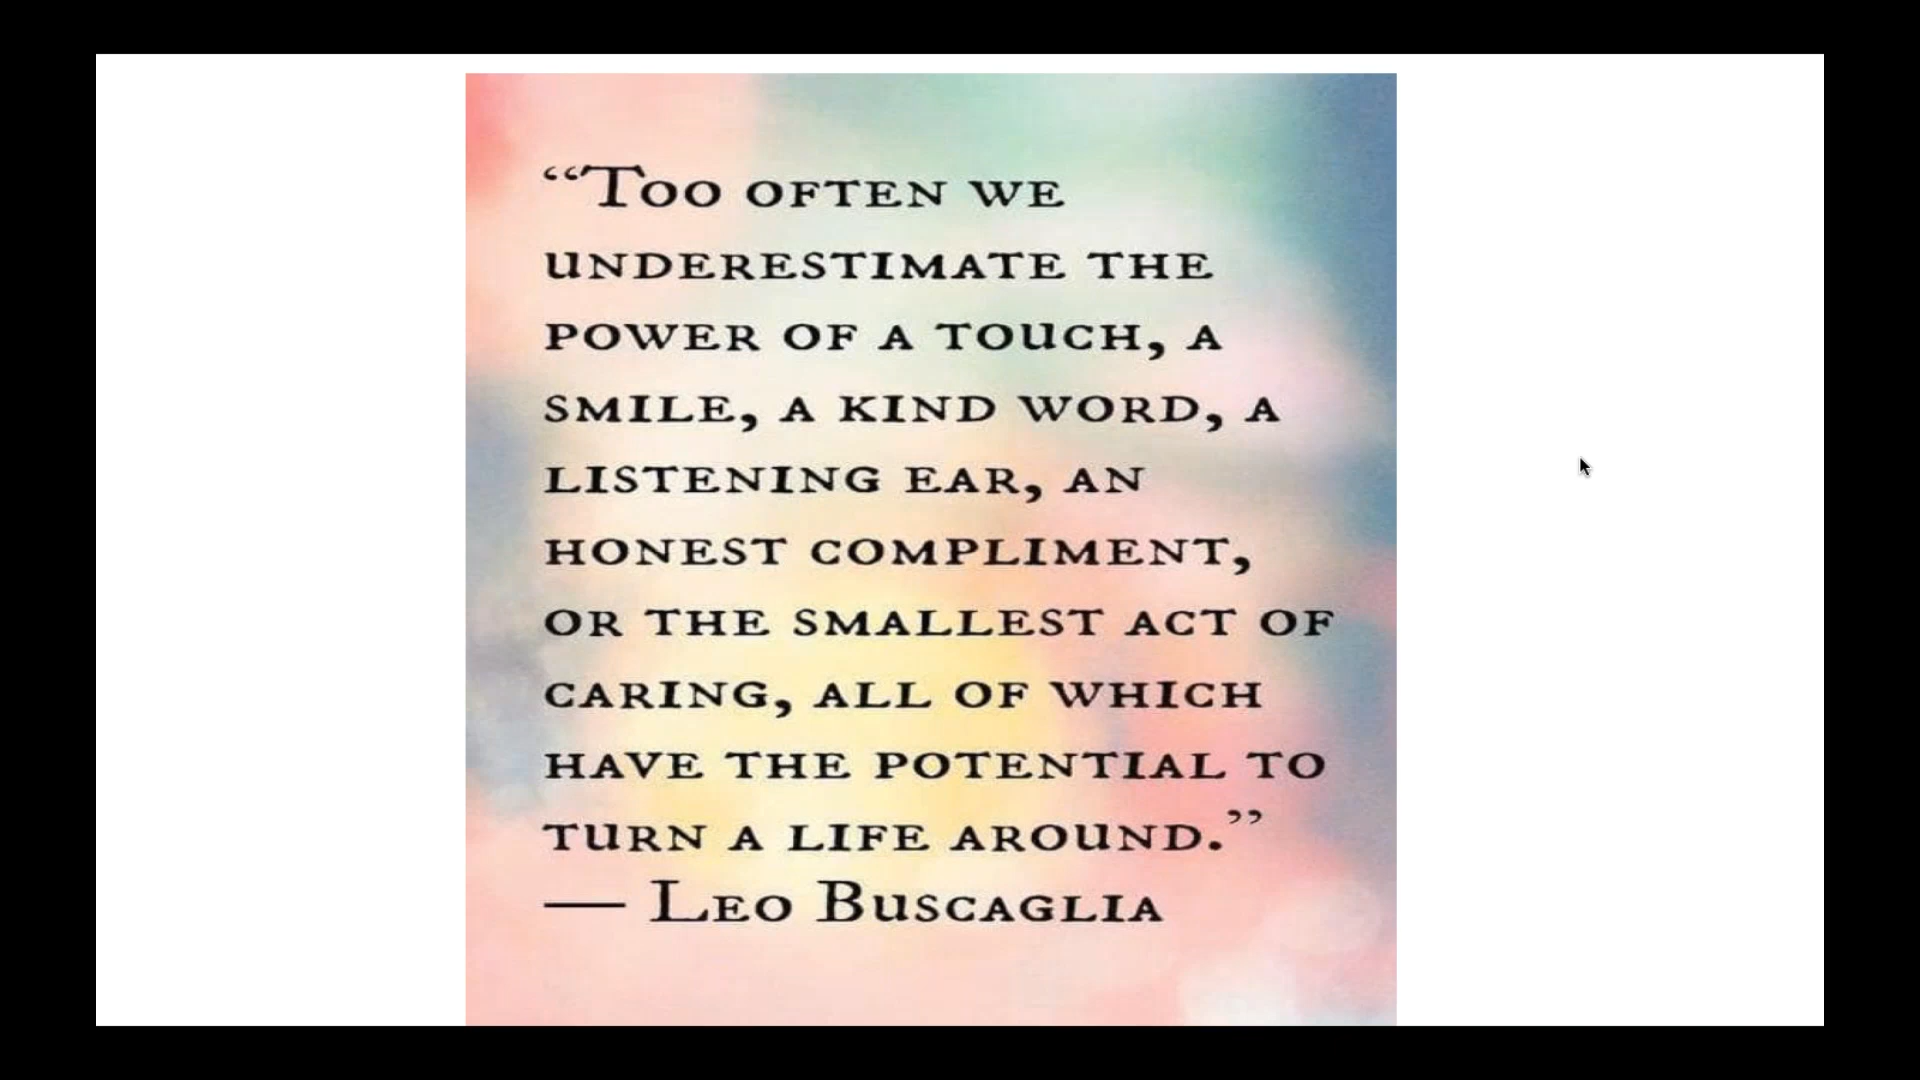 “Too often we
underestimate the
power of a touch, a
smile, a kind word, a
listening ear, an
honest compliment,
or the smallest act of
caring, all of which
have the potential to
turn a life around.”
— Leo Buscaglia